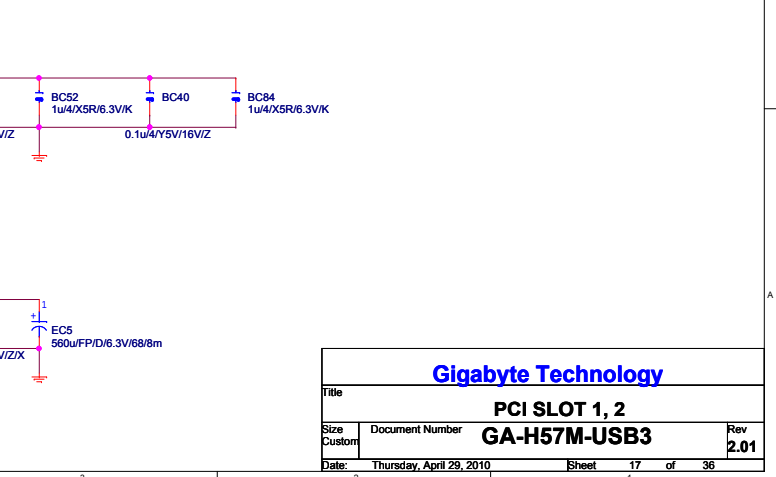 BC52
1u/4/X5R/6.3V/K
BC40
BC84
1u/4/X5R/6.3V/K
V/Z
0.1u/4/Y5V/16V/Z
A
1
+
EC5
560u/FP/D/6.3V/68/8m
V/Z/X
Gigabyte Technology
Title
PCI SLOT 1, 2
Size
Custom
Document Number
GA-H57M-USB3
Rev
2.01
Date: Thursday, April 29, 2010
Sheet 17 of 36